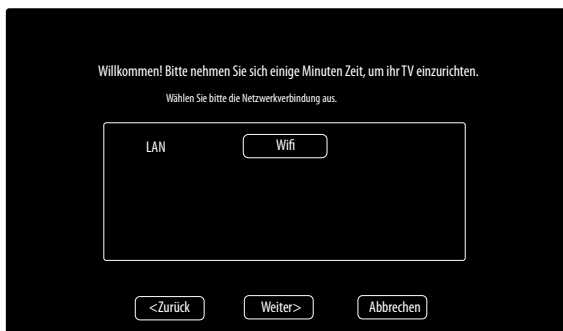 Willkommen! Bitte nehmen Sie sich einige Minuten Zeit, um ihr TV einzurichten.
Wählen Sie bitte die Netzwerkverbindung aus.
LAN Wifi
<Zurück Weiter> Abbrechen